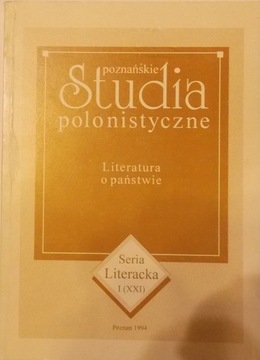 poznańskie
Studia
polonistyczne
Literatura
o państwie
Seria
Literacka
I (XXI)
Poznań 1994